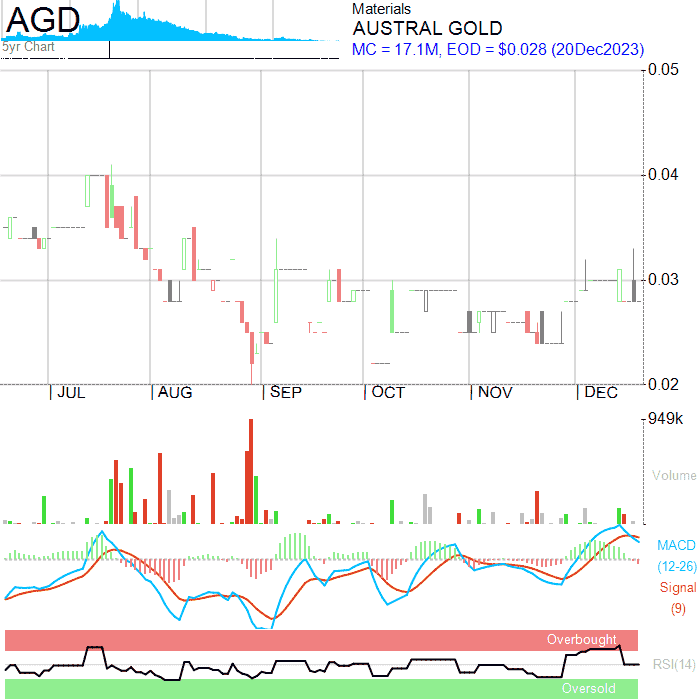 AGD
5yr Chart
Materials
AUSTRAL GOLD
MC = 17.1M, EOD = $0.028 (20Dec2023)
0.05
0.04
0.03
0.02
JUL AUG SEP OCT NOV DEC
949k
Volume
MACD
(12-26)
Signal
(9)
Overbought
RSI(14)
Oversold